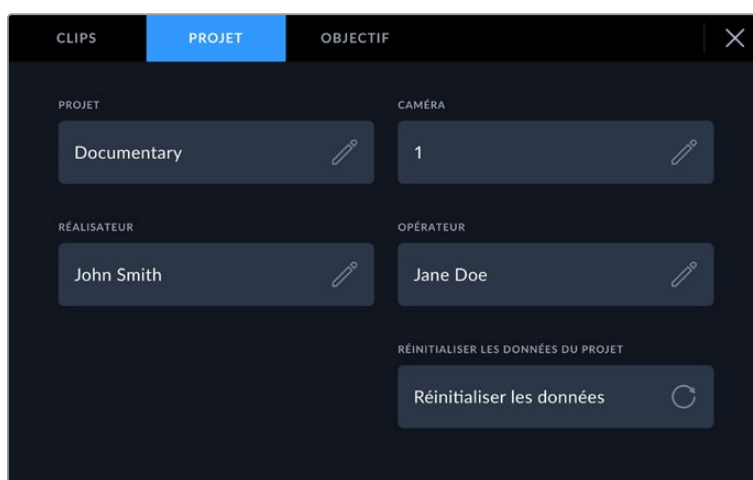 CLIPS PROJET OBJECTIF
PROJET CAMÉRA
Documentary 1
RÉALISATEUR OPÉRATEUR
John Smith Jane Doe
RÉINITIALISER LES DONNÉES DU PROJET
Réinitialiser les données